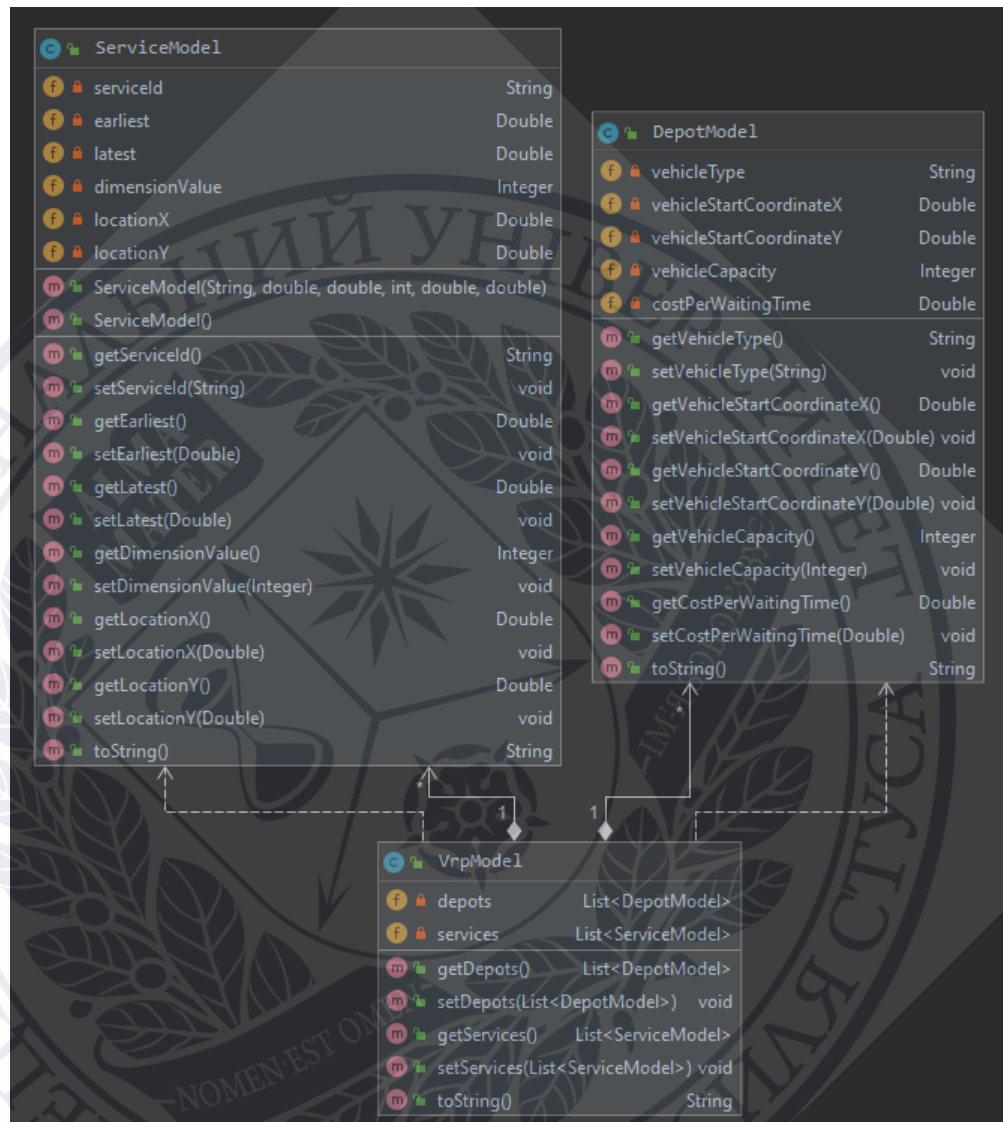 ServiceModel
serviceId String
earliest Double
latest Double
dimensionValue Integer
locationX Double
locationY Double
ServiceModel(String, double, double, int, double, double)
ServiceModel()
getServiceId() String
setServiceId(String) void
getEarliest() Double
setEarliest(Double) void
getLatest() Double
setLatest(Double) void
getDimensionValue() Integer
setDimensionValue(Integer) void
getLocationX() Double
setLocationX(Double) void
getLocationY() Double
setLocationY(Double) void
toString() String
DepotModel
vehicleType String
vehicleStartCoordinateX Double
vehicleStartCoordinateY Double
vehicleCapacity Integer
costPerWaitingTime Double
getVehicleType() String
setVehicleType(String) void
getVehicleStartCoordinateX() Double
setVehicleStartCoordinateX(Double) void
getVehicleStartCoordinateY() Double
setVehicleStartCoordinateY(Double) void
getVehicleCapacity() Integer
setVehicleCapacity(Integer) void
getCostPerWaitingTime() Double
setCostPerWaitingTime(Double) void
toString() String
* *
1 1
VrpModel
depots List<DepotModel>
services List<ServiceModel>
getDepots() List<DepotModel>
setDepots(List<DepotModel>) void
getServices() List<ServiceModel>
setServices(List<ServiceModel>) void
toString() String
УНІВЕРСИТЕТ
ALMA
MATER
NOMEN·EST OMEN